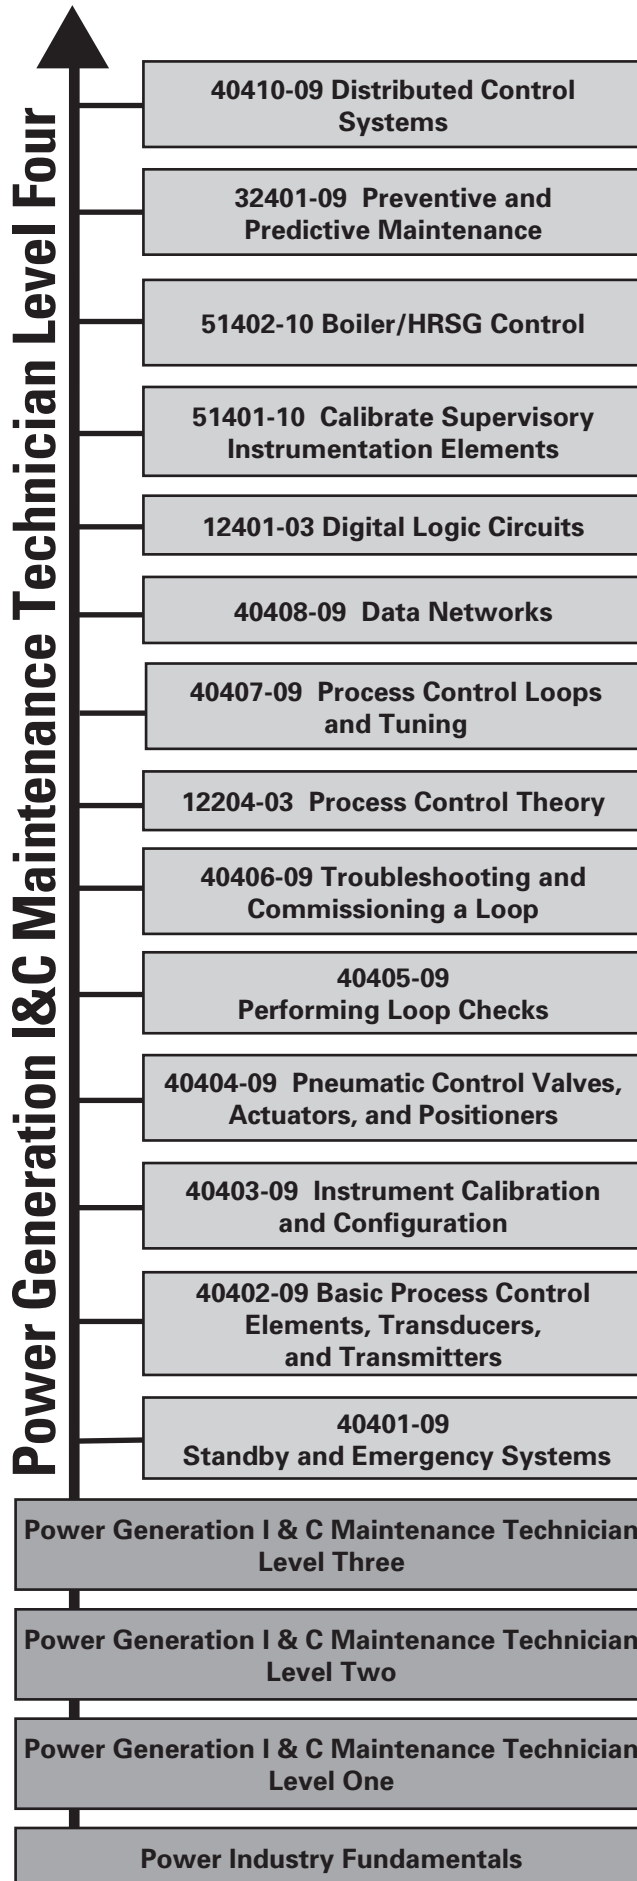 Power Generation I&C Maintenance Technician Level Four
40410-09 Distributed Control
Systems
32401-09 Preventive and
Predictive Maintenance
51402-10 Boiler/HRSG Control
51401-10 Calibrate Supervisory
Instrumentation Elements
12401-03 Digital Logic Circuits
40408-09 Data Networks
40407-09 Process Control Loops
and Tuning
12204-03 Process Control Theory
40406-09 Troubleshooting and
Commissioning a Loop
40405-09
Performing Loop Checks
40404-09 Pneumatic Control Valves,
Actuators, and Positioners
40403-09 Instrument Calibration
and Configuration
40402-09 Basic Process Control
Elements, Transducers,
and Transmitters
40401-09
Standby and Emergency Systems
Power Generation I & C Maintenance Technician
Level Three
Power Generation I & C Maintenance Technician
Level Two
Power Generation I & C Maintenance Technician
Level One
Power Industry Fundamentals